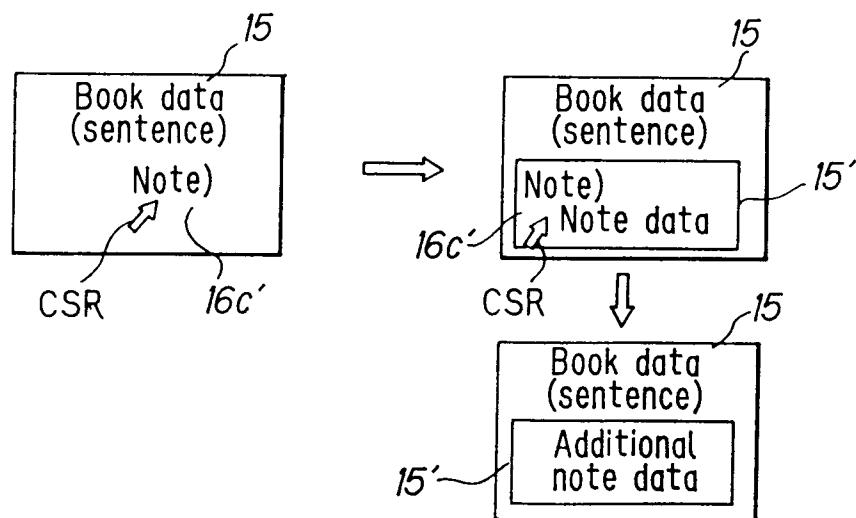 15
Book data
(sentence)
Note)
CSR
16c'
15
Book data
(sentence)
Note)
Note data
15'
16c'
CSR
15
Book data
(sentence)
Additional
note data
15'